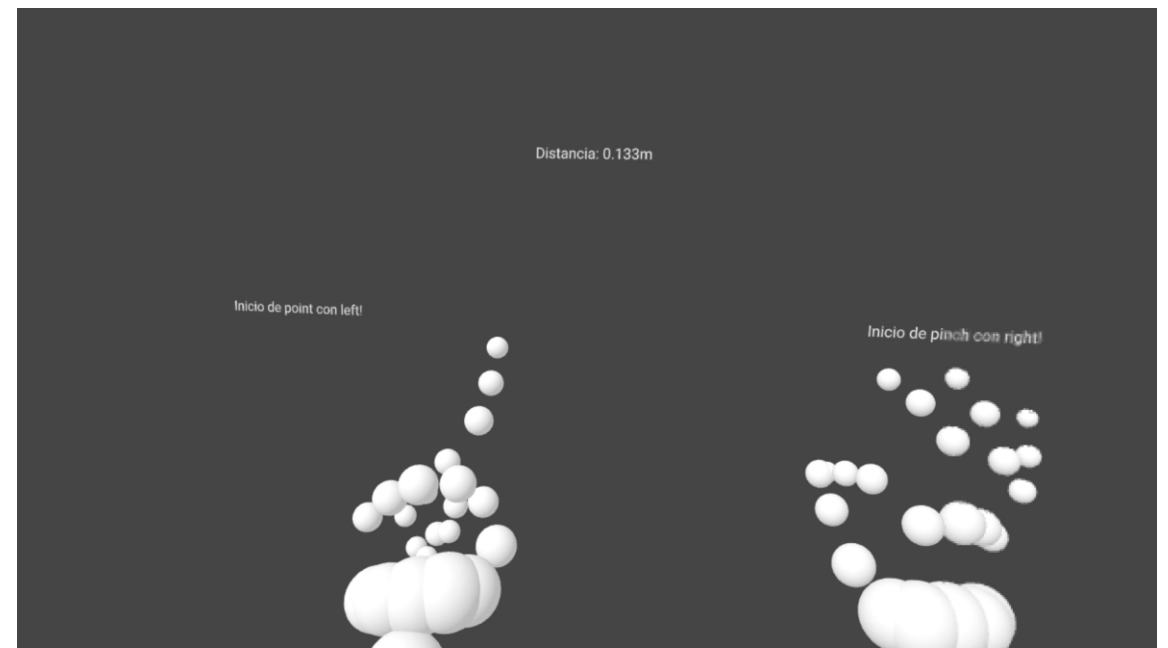 Distancia: 0.133m
Inicio de point con left!
Inicio de pinch con right!